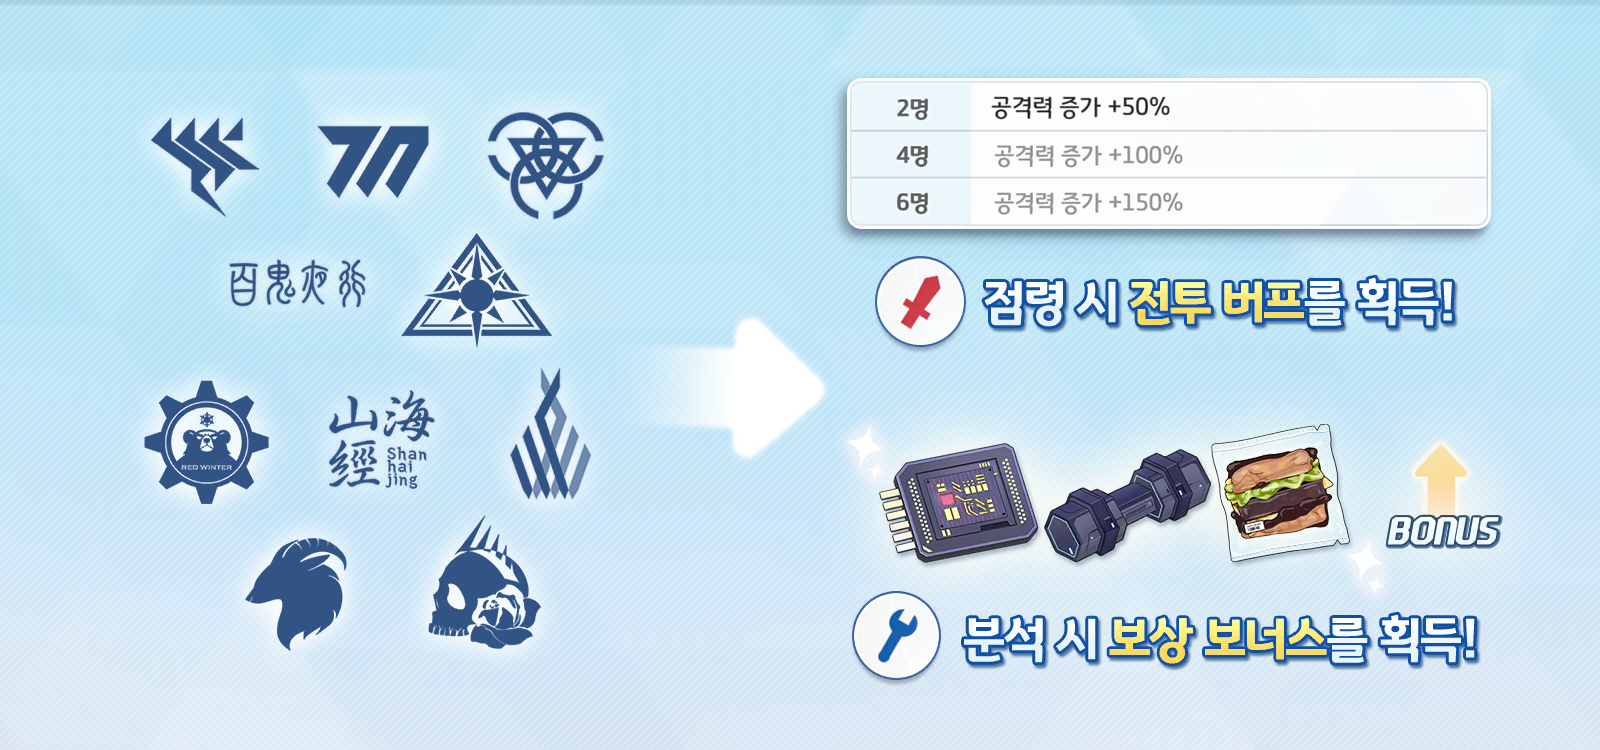 百鬼夜行
RED WINTER
山海
經
Shan
hai
jing
2명 공격력 증가 +50%
4명 공격력 증가 +100%
6명 공격력 증가 +150%
점령 시 전투 버프를 획득!
BONUS
분석 시 보상 보너스를 획득!